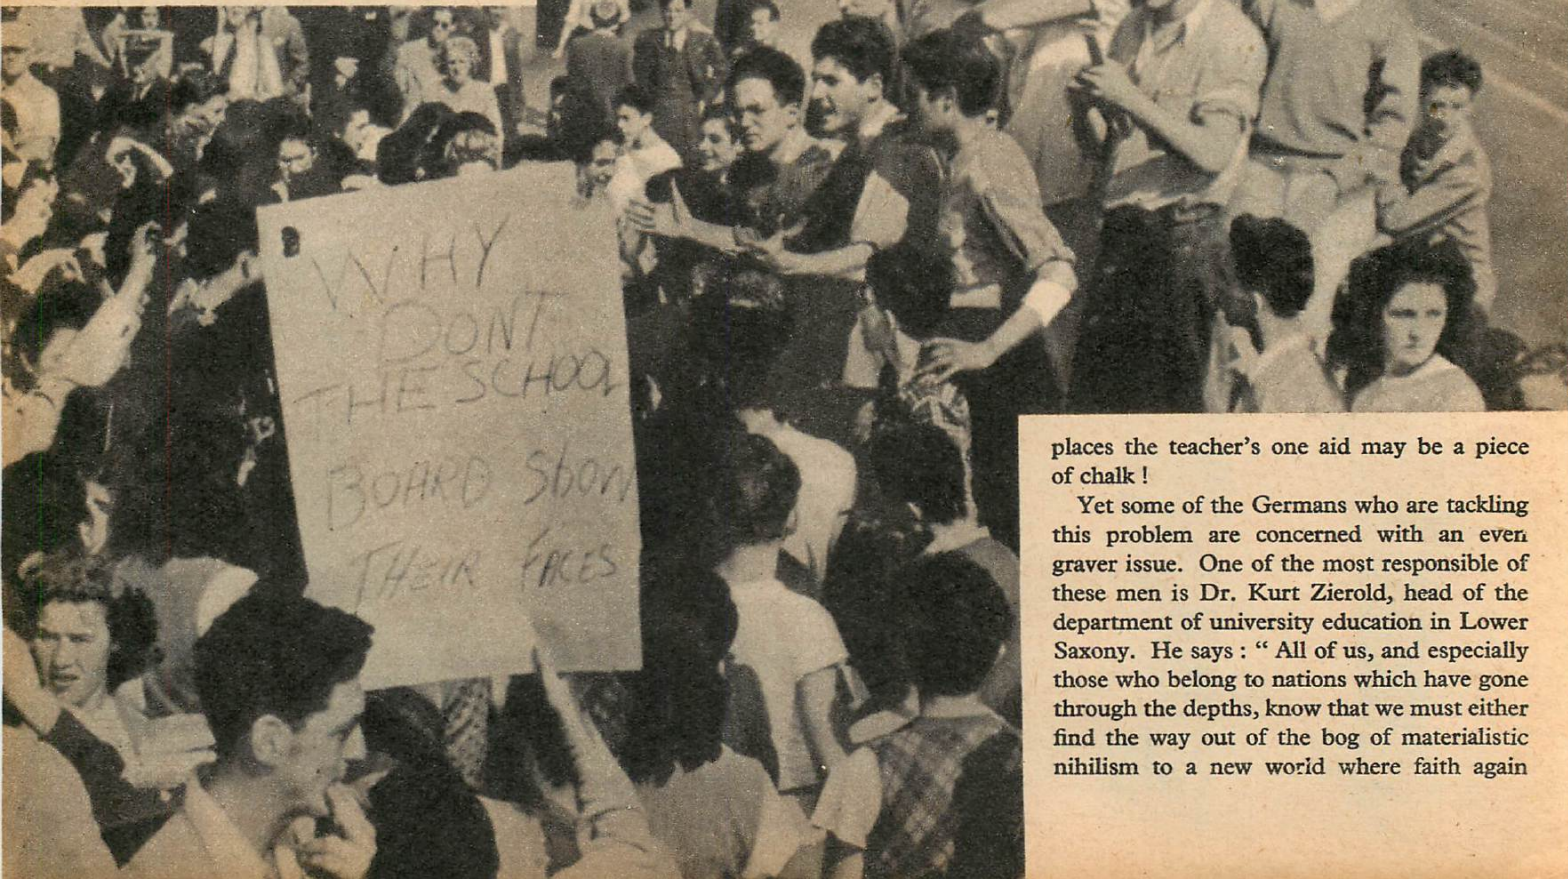 WHY
DONT
THE SCHOOL
BOARD Show
THEIR FACES
places the teacher's one aid may be a piece
of chalk !
Yet some of the Germans who are tackling
this problem are concerned with an even
graver issue. One of the most responsible of
these men is Dr. Kurt Zierold, head of the
department of university education in Lower
Saxony. He says : “ All of us, and especially
those who belong to nations which have gone
through the depths, know that we must either
find the way out of the bog of materialistic
nihilism to a new world where faith again